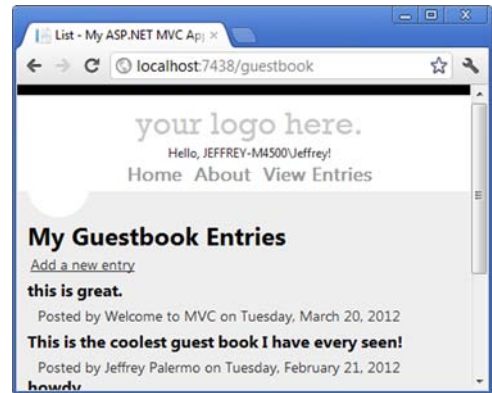 List - My ASP.NET MVC Ap
localhost:7438/guestbook
your logo here.
Hello, JEFFREY-M4500\Jeffrey!
Home About View Entries
My Guestbook Entries
Add a new entry
this is great.
Posted by Welcome to MVC on Tuesday, March 20, 2012
This is the coolest guest book I have every seen!
Posted by Jeffrey Palermo on Tuesday, February 21, 2012
howdy